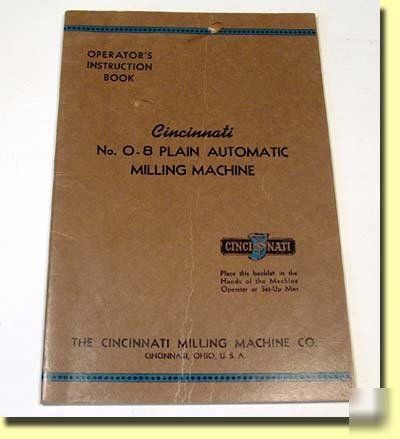 OPERATOR'S
INSTRUCTION
BOOK
Cincinnati
No. 0-8 PLAIN AUTOMATIC
MILLING MACHINE
CINCINNATI
Place this booklet in the
Hands of the Machine
Operator or Set-Up Man
THE CINCINNATI MILLING MACHINE CO.
CINCINNATI, OHIO, U. S. A.